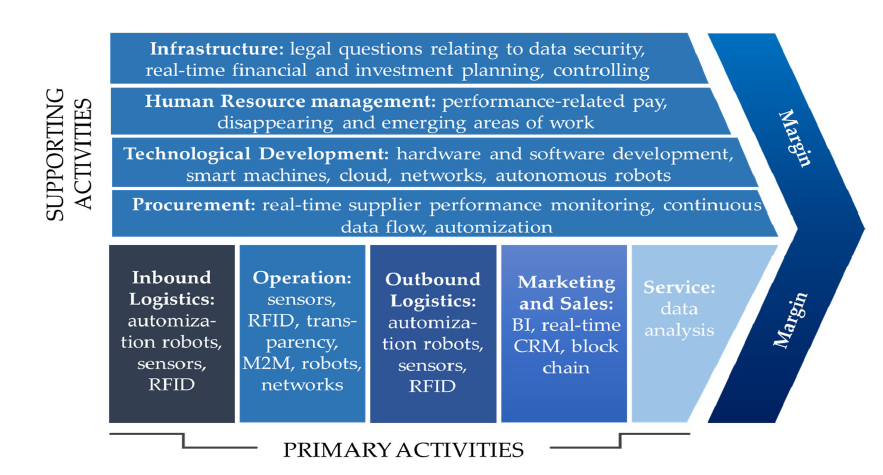 SUPPORTING
ACTIVITIES
Infrastructure: legal questions relating to data security,
real-time financial and investment planning, controlling
Human Resource management: performance-related pay,
disappearing and emerging areas of work
Technological Development: hardware and software development,
smart machines, cloud, networks, autonomous robots
Procurement: real-time supplier performance monitoring, continuous
data flow, automization
Margin
Inbound
Logistics:
automiza-
tion robots,
sensors,
RFID
Operation:
sensors,
RFID, trans-
parency,
M2M, robots,
networks
Outbound
Logistics:
automiza-
tion robots,
sensors,
RFID
Marketing
and Sales:
BI, real-time
CRM, block
chain
Service:
data
analysis
Margin
PRIMARY ACTIVITIES